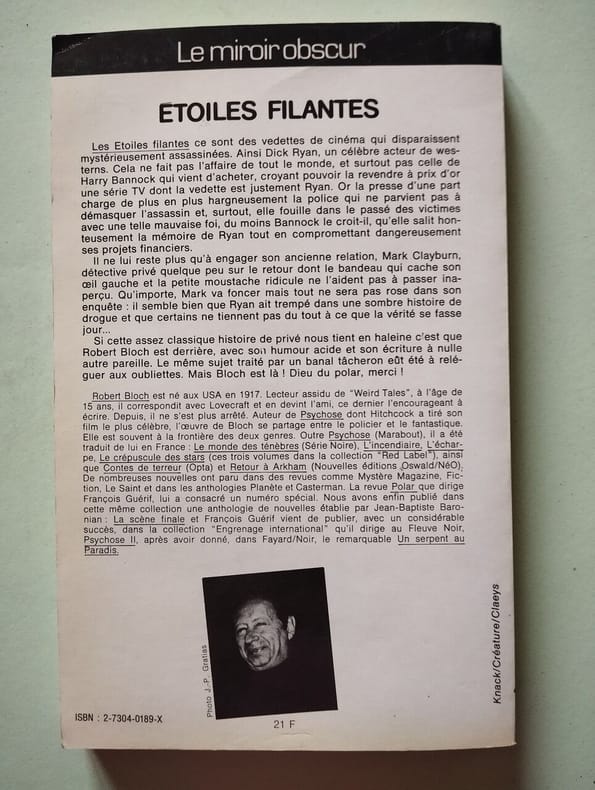 Le miroir obscur
ETOILES FILANTES
Les Etoiles filantes ce sont des vedettes de cinéma qui disparaissent
mystérieusement assassinées. Ainsi Dick Ryan, un célèbre acteur de wes-
terns. Cela ne fait pas l'affaire de tout le monde, et surtout pas celle de
Harry Bannock qui vient d'acheter, croyant pouvoir la revendre à prix d'or
une série TV dont la vedette est justement Ryan. Or la presse d'une part
charge de plus en plus hargneusement la police qui ne parvient pas à
démasquer l'assassin et, surtout, elle fouille dans le passé des victimes
avec une telle mauvaise foi, du moins Bannock le croit-il, qu'elle salit hon-
teusement la mémoire de Ryan tout en compromettant dangereusement
ses projets financiers.
Il ne lui reste plus qu'à engager son ancienne relation, Mark Clayburn,
détective privé quelque peu sur le retour dont le bandeau qui cache son
œil gauche et la petite moustache ridicule ne l'aident pas à passer ina-
perçu. Qu'importe, Mark va foncer mais tout ne sera pas rose dans son
enquête : il semble bien que Ryan ait trempé dans une sombre histoire de
drogue et que certains ne tiennent pas du tout à ce que la vérité se fasse
jour...
Si cette assez classique histoire de privé nous tient en haleine c'est que
Robert Bloch est derrière, avec son humour acide et son écriture à nulle
autre pareille. Le même sujet traité par un banal tâcheron eût été à relé-
guer aux oubliettes. Mais Bloch est là ! Dieu du polar, merci !
Robert Bloch est né aux USA en 1917. Lecteur assidu de "Weird Tales", à l'âge de
15 ans, il correspondit avec Lovecraft et en devint l'ami, ce dernier l'encourageant à
écrire. Depuis, il ne s'est plus arrêté. Auteur de Psychose dont Hitchcock a tiré son
film le plus célèbre, l'œuvre de Bloch se partage entre le policier et le fantastique.
Elle est souvent à la frontière des deux genres. Outre Psychose (Marabout), il a été
traduit de lui en France : Le monde des ténèbres (Série Noire), L'incendiaire, L'échar-
pe, Le crépuscule des stars (ces trois volumes dans la collection "Red Label"), ainsi
que Contes de terreur (Opta) et Retour à Arkham (Nouvelles éditions Oswald/NéO).
De nombreuses nouvelles ont paru dans des revues comme Mystère Magazine, Fic-
tion, Le Saint et dans les anthologies Planète et Casterman. La revue Polar que dirige
François Guérif, lui a consacré un numéro spécial. Nous avons enfin publié dans
cette même collection une anthologie de nouvelles établie par Jean-Baptiste Baro-
nian : La scène finale et François Guérif vient de publier, avec un considérable
succès, dans la collection "Engrenage international" qu'il dirige au Fleuve Noir,
Psychose II, après avoir donné, dans Fayard/Noir, le remarquable Un serpent au
Paradis.
Photo J.-P. Gratias
Knack/Créature/Claeys
ISBN : 2-7304-0189-X
21 F